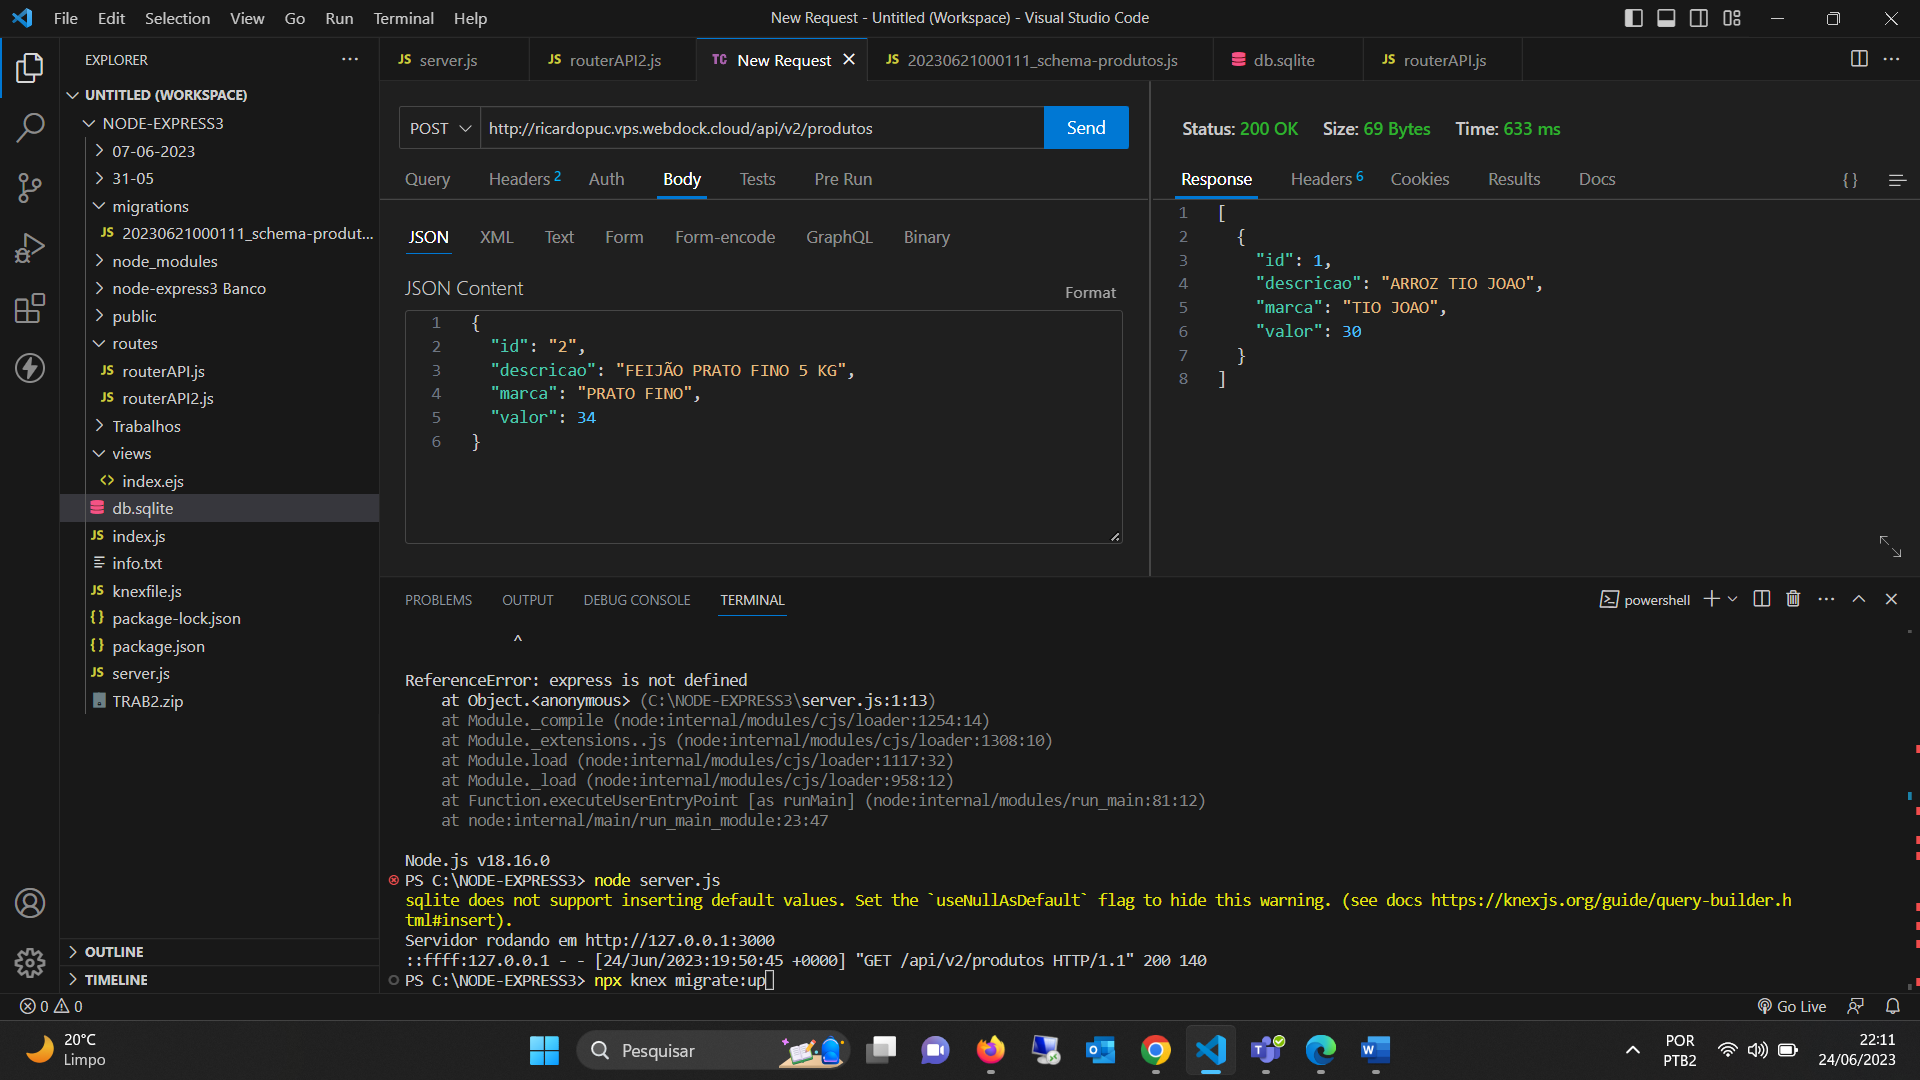 File Edit Selection View Go Run Terminal Help
New Request - Untitled (Workspace) - Visual Studio Code
EXPLORER
UNTITLED (WORKSPACE)
NODE-EXPRESS3
07-06-2023
31-05
migrations
JS 20230621000111_schema-produt...
node_modules
node-express3 Banco
public
routes
JS routerAPI.js
JS routerAPI2.js
Trabalhos
views
<> index.ejs
db.sqlite
JS index.js
info.txt
JS knexfile.js
{} package-lock.json
{} package.json
JS server.js
TRAB2.zip
OUTLINE
TIMELINE
JS server.js
JS routerAPI2.js
TC New Request
JS 20230621000111_schema-produtos.js
db.sqlite
JS routerAPI.js
POST http://ricardopuc.vps.webdock.cloud/api/v2/produtos Send
Query Headers 2 Auth Body Tests Pre Run
JSON XML Text Form Form-encode GraphQL Binary
JSON Content
Format
1 {
2 "id": "2",
3 "descricao": "FEIJÃO PRATO FINO 5 KG",
4 "marca": "PRATO FINO",
5 "valor": 34
6 }
Status: 200 OK Size: 69 Bytes Time: 633 ms
Response Headers 6 Cookies Results Docs { }
1 [
2 {
3 "id": 1,
4 "descricao": "ARROZ TIO JOAO",
5 "marca": "TIO JOAO",
6 "valor": 30
7 }
8 ]
PROBLEMS OUTPUT DEBUG CONSOLE TERMINAL
powershell
^
ReferenceError: express is not defined
at Object.<anonymous> (C:\NODE-EXPRESS3\server.js:1:13)
at Module._compile (node:internal/modules/cjs/loader:1254:14)
at Module._extensions..js (node:internal/modules/cjs/loader:1308:10)
at Module.load (node:internal/modules/cjs/loader:1117:32)
at Module._load (node:internal/modules/cjs/loader:958:12)
at Function.executeUserEntryPoint [as runMain] (node:internal/modules/run_main:81:12)
at node:internal/main/run_main_module:23:47
Node.js v18.16.0
PS C:\NODE-EXPRESS3> node server.js
sqlite does not support inserting default values. Set the `useNullAsDefault` flag to hide this warning. (see docs https://knexjs.org/guide/query-builder.h
tml#insert).
Servidor rodando em http://127.0.0.1:3000
::ffff:127.0.0.1 - - [24/Jun/2023:19:50:45 +0000] "GET /api/v2/produtos HTTP/1.1" 200 140
PS C:\NODE-EXPRESS3> npx knex migrate:up
0 0
Go Live
20°C
Limpo
Pesquisar
POR
PTB2
22:11
24/06/2023